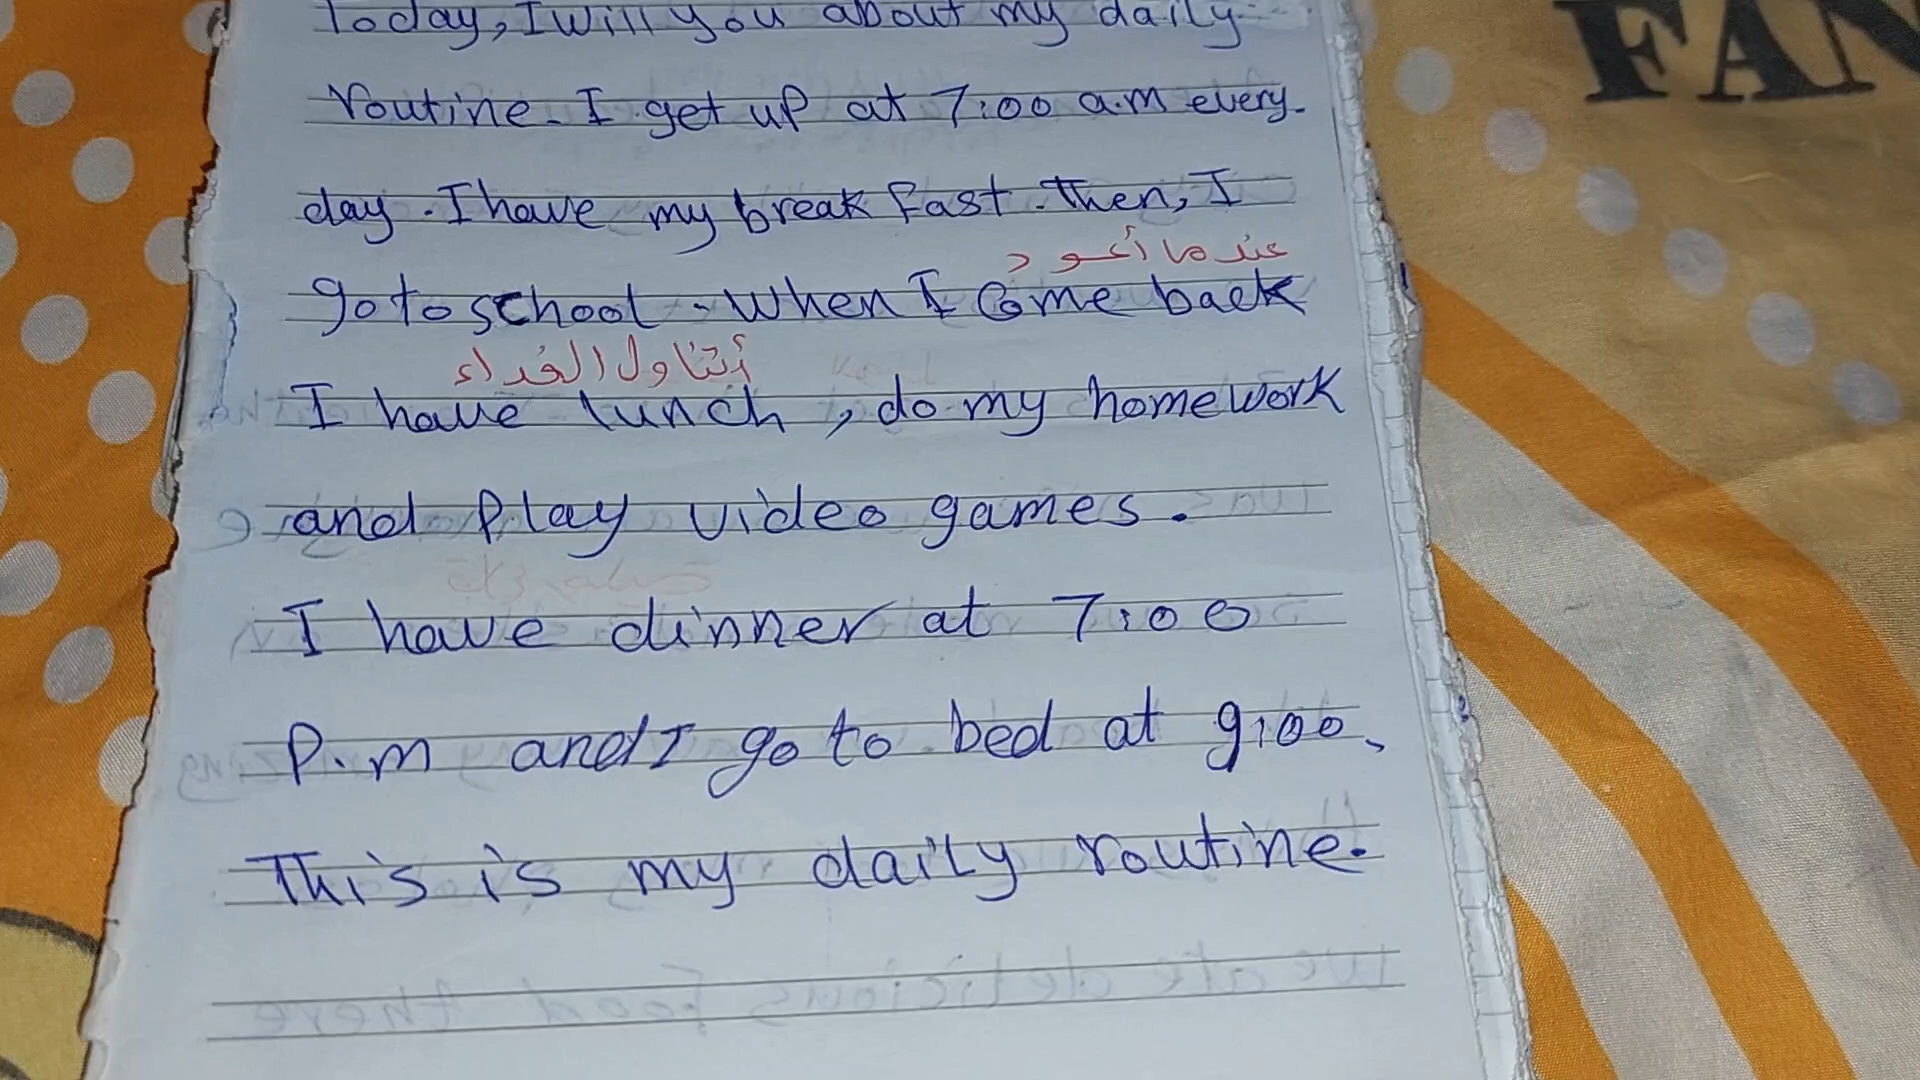 Today, I will you about my daily
routine. I get up at 7:00 a.m every-
FAN
day. I have my break fast. Then, I
عندما أعود
go to school. When I come back
أتناول الغداء
I have lunch, do my homework
and play video games.
I have dinner at 7:00
P.m and I go to bed at 9:00.
This is my daily routine.